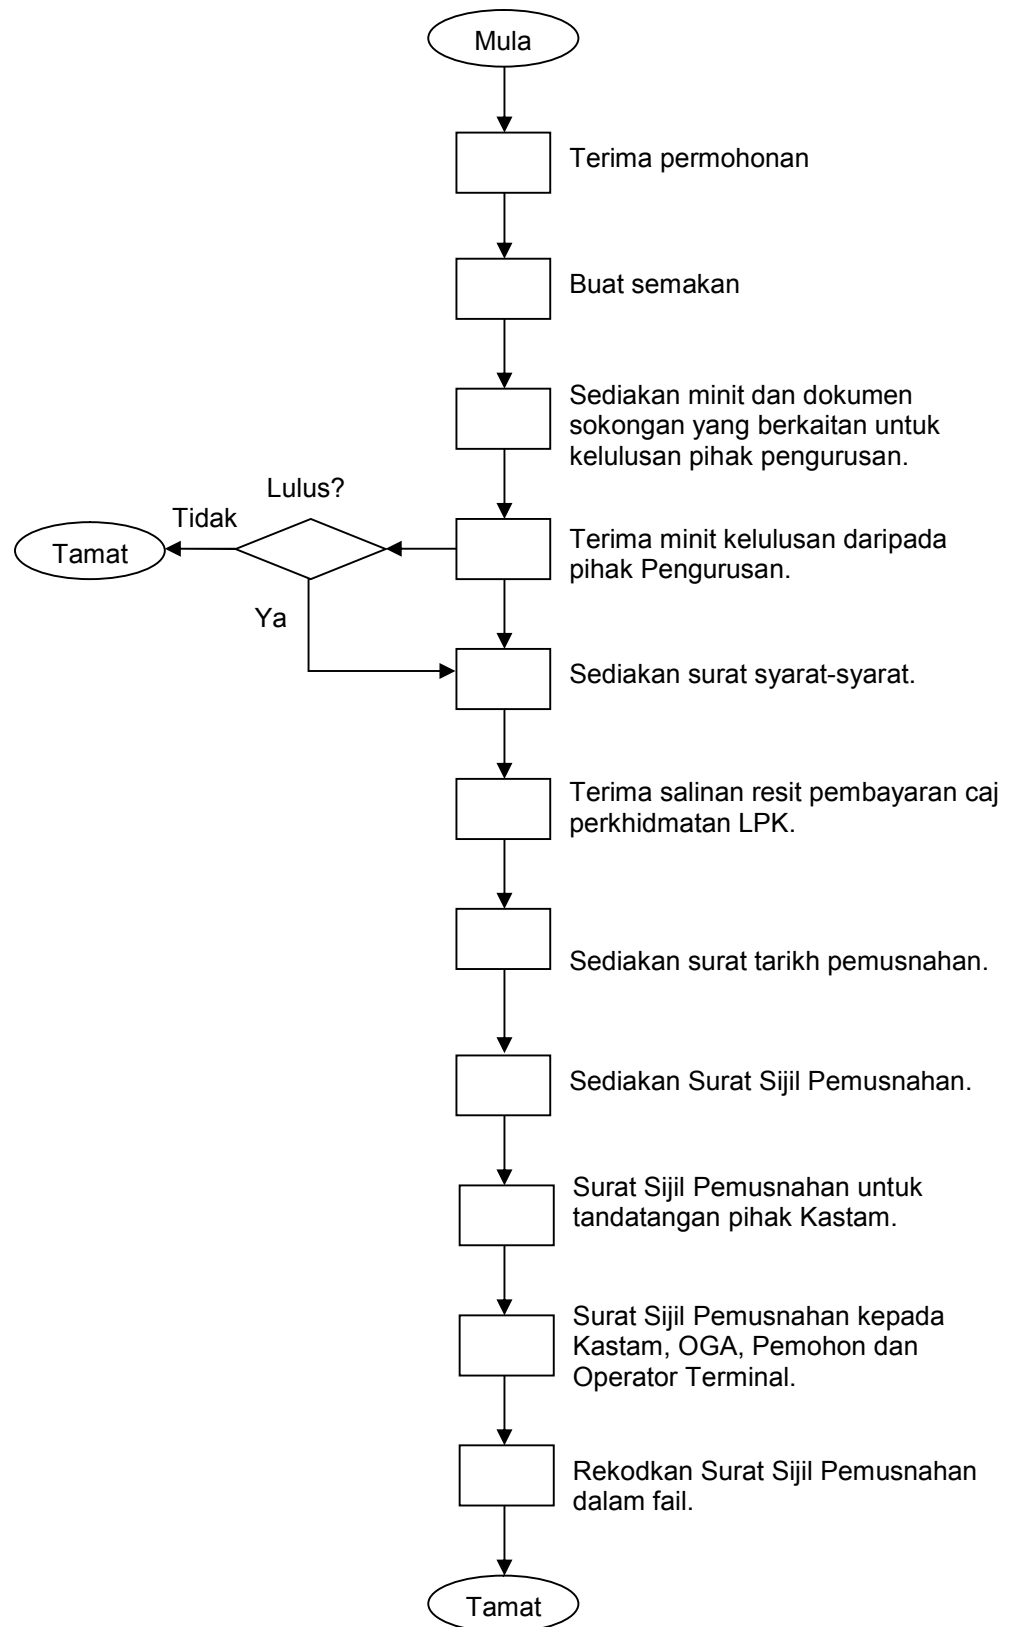 Mula
Terima permohonan
Buat semakan
Sediakan minit dan dokumen
sokongan yang berkaitan untuk
kelulusan pihak pengurusan.
Lulus?
Tidak
Tamat
Terima minit kelulusan daripada
pihak Pengurusan.
Ya
Sediakan surat syarat-syarat.
Terima salinan resit pembayaran caj
perkhidmatan LPK.
Sediakan surat tarikh pemusnahan.
Sediakan Surat Sijil Pemusnahan.
Surat Sijil Pemusnahan untuk
tandatangan pihak Kastam.
Surat Sijil Pemusnahan kepada
Kastam, OGA, Pemohon dan
Operator Terminal.
Rekodkan Surat Sijil Pemusnahan
dalam fail.
Tamat